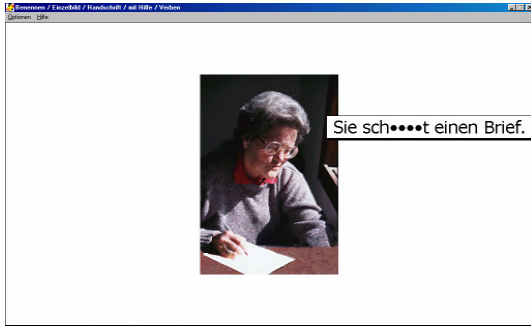 Benennen / Einzelbild / Handschrift / mit Hilfe / Verben
Optionen Hilfe
Sie sch••••t einen Brief.